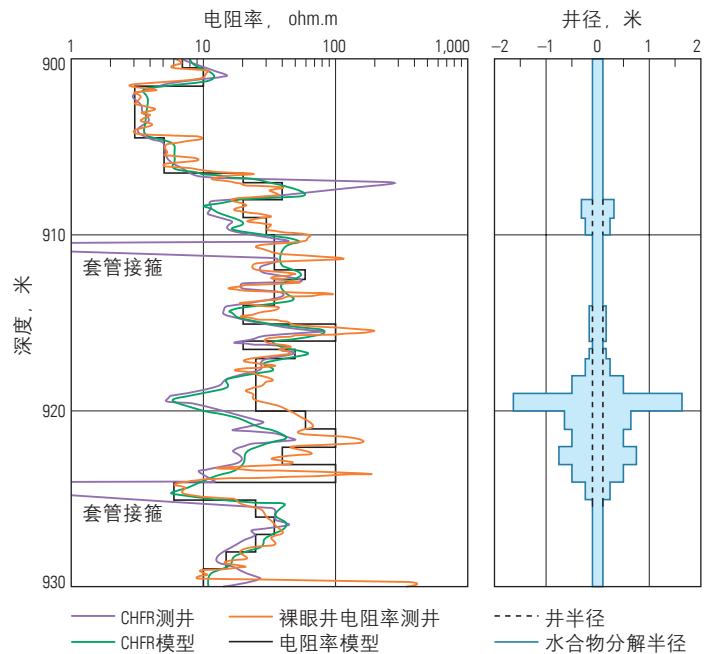 电阻率，ohm.m
1 10 100 1,000
井径，米
−2 −1 0 1 2
深度，米
900
910
920
930
套管接箍
套管接箍
CHFR测井
裸眼井电阻率测井
CHFR模型
电阻率模型
井半径
水合物分解半径